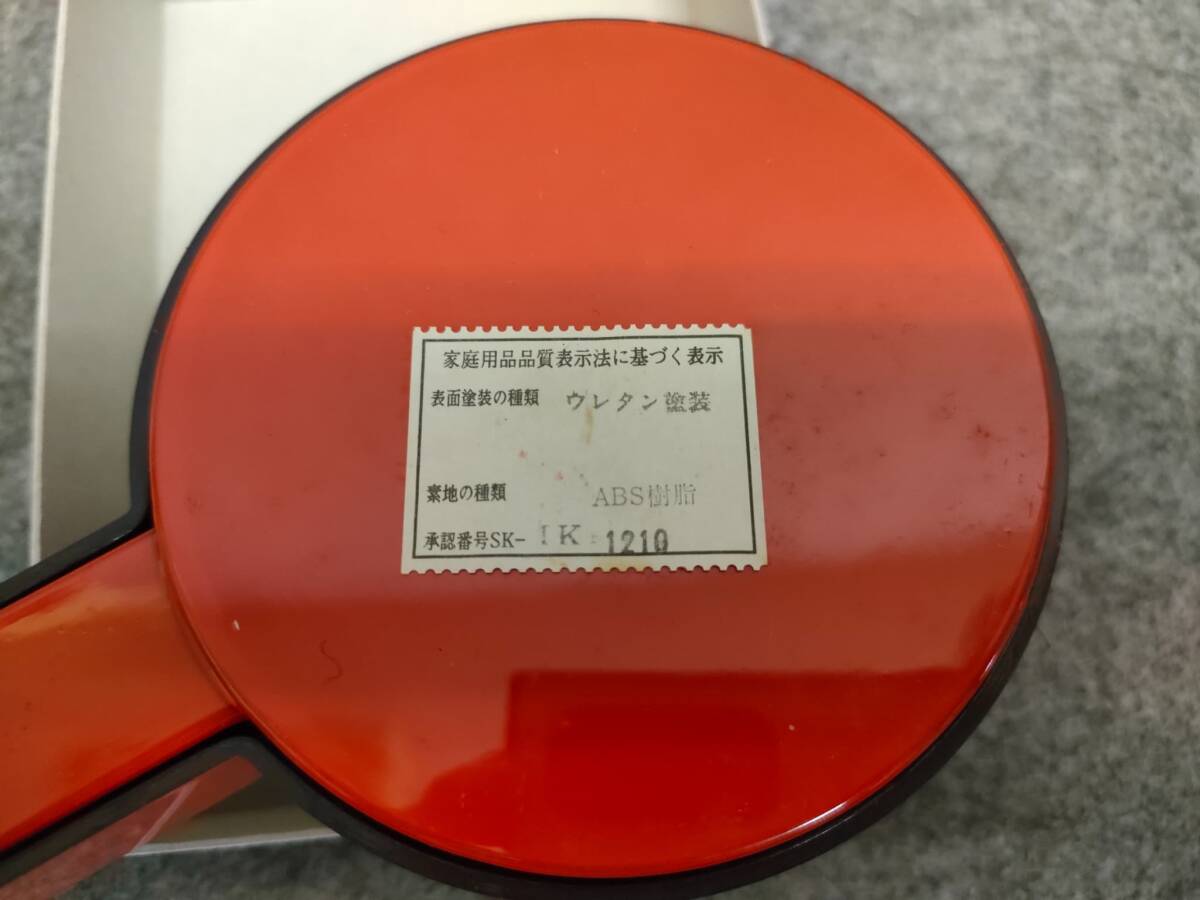 家庭用品品質表示法に基づく表示
表面塗装の種類 ウレタン塗装
素地の種類 ABS樹脂
承認番号SK- IK 1210